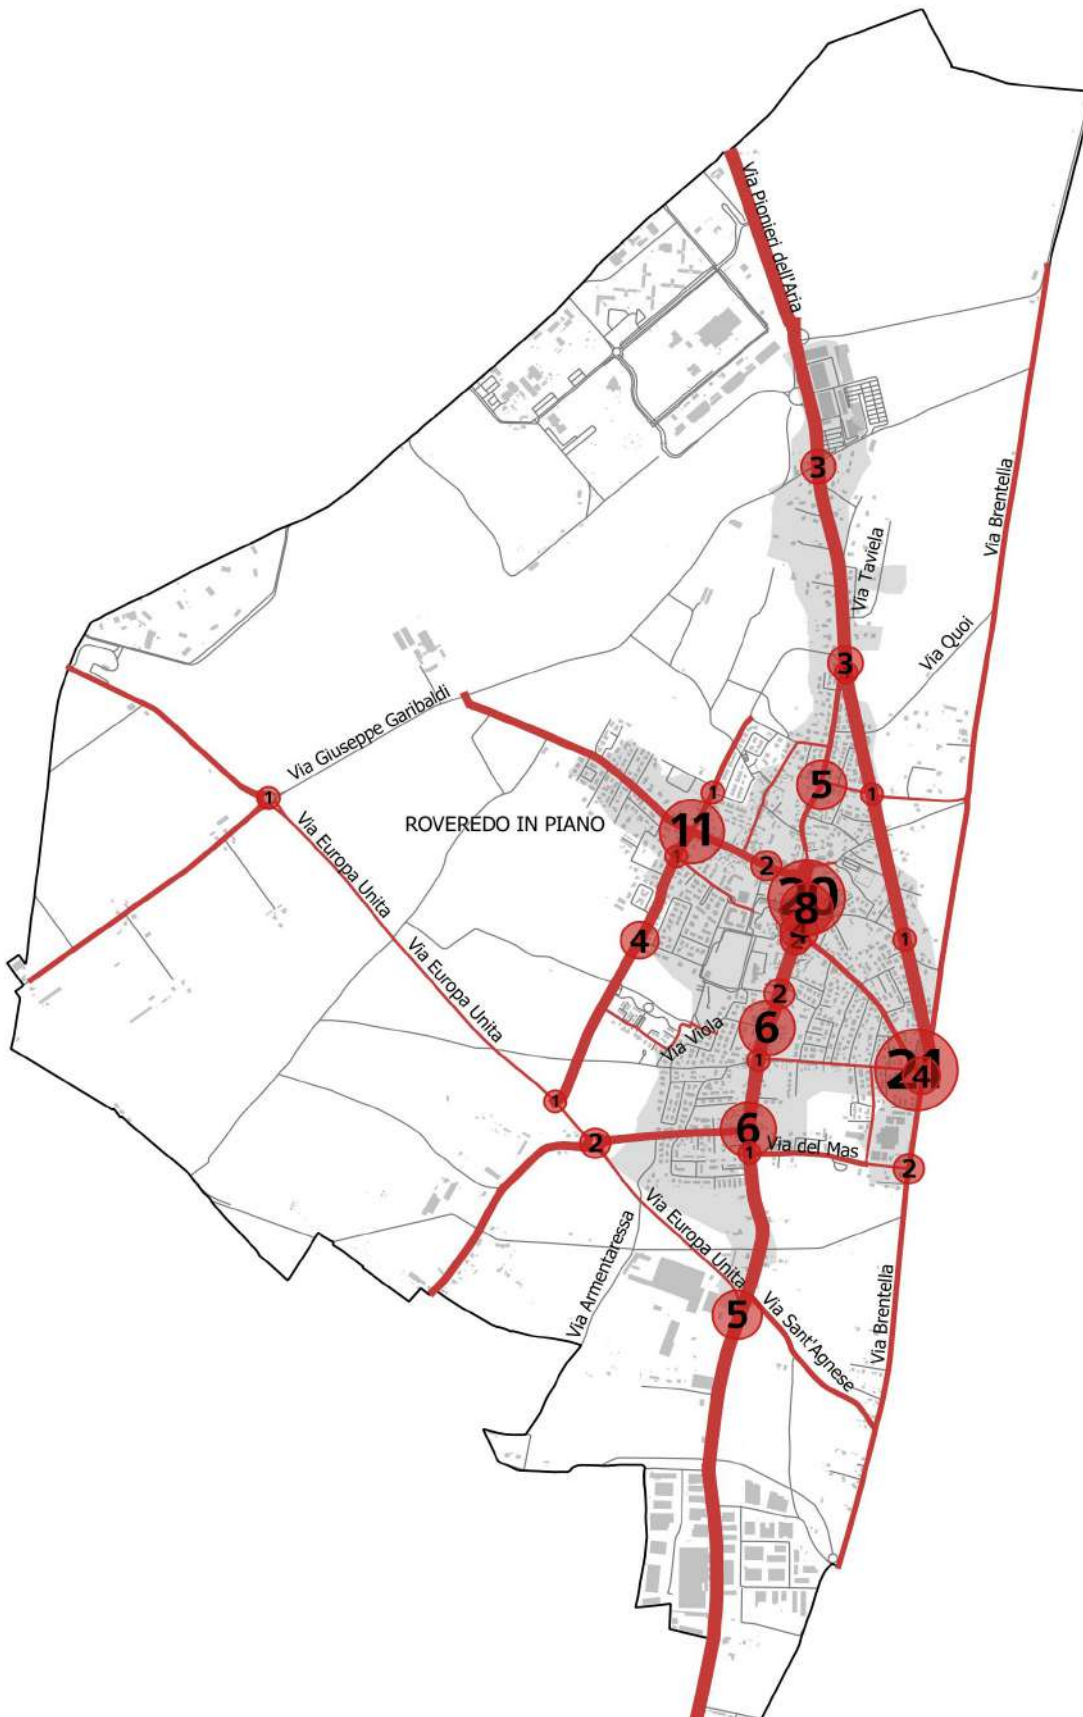 Via Pionieri dell'Aria
3
Via Brentella
Via Taviela
3
Via Quoi
Via Giuseppe Garibaldi
5
1
1
1
Via Europa Unita
ROVEREDO IN PIANO
11
1
2
20
8
4
1
2
Via Europa Unita
6
Via Viola
1
21
4
1
6
Via del Mas
1
2
2
Via Europa Unita
Via Armentaressa
5
Via Sant'Agnese
Via Brentella